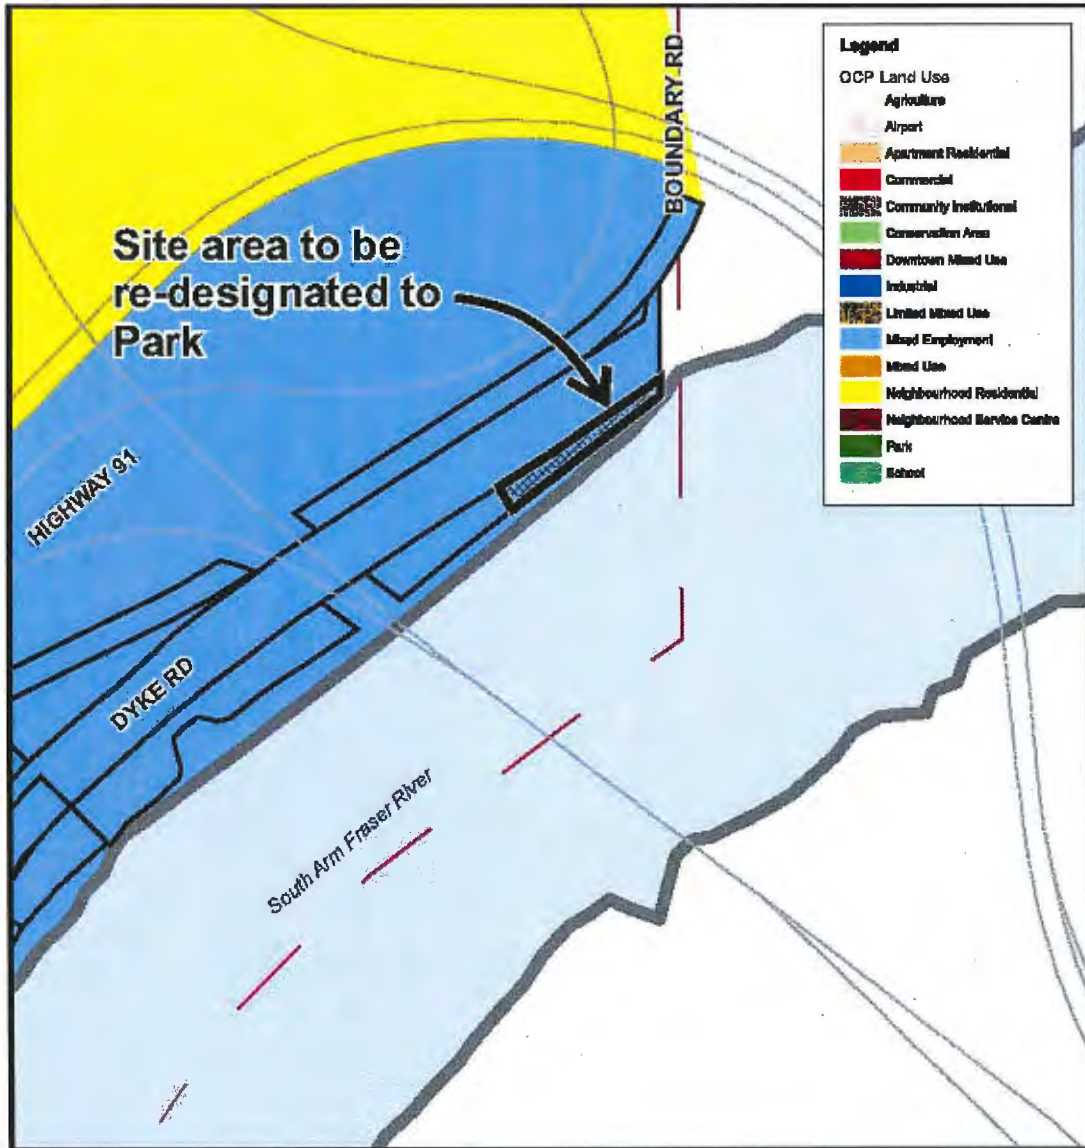 BOUNDARY RD
Legend
OCP Land Use
Agriculture
Airport
Apartment Residential
Commercial
Community Institutional
Conservation Area
Downtown Mixed Use
Industrial
Limited Mixed Use
Mixed Employment
Mixed Use
Neighbourhood Residential
Neighbourhood Service Centre
Park
School
Site area to be
re-designated to
Park
HIGHWAY 91
DYKE RD
South Arm Fraser River